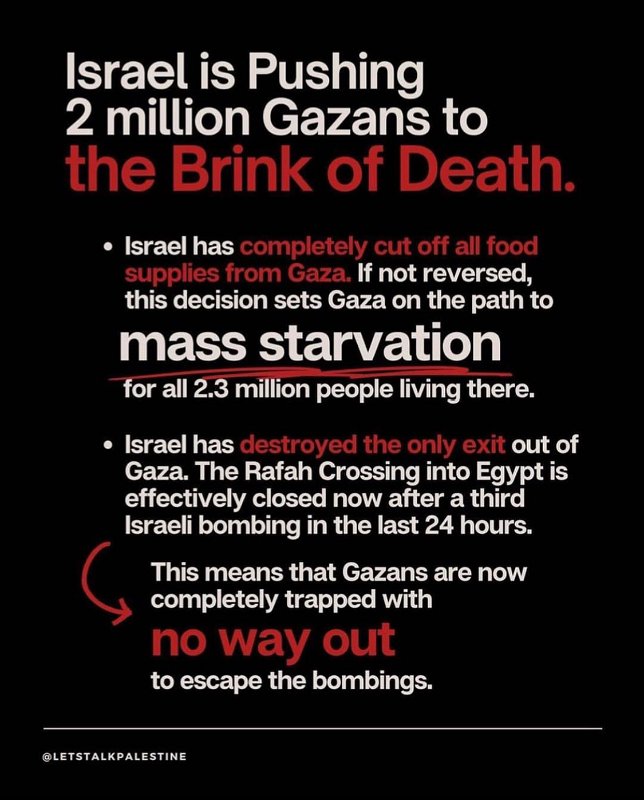 Israel is Pushing
2 million Gazans to
the Brink of Death.
• Israel has completely cut off all food
supplies from Gaza. If not reversed,
this decision sets Gaza on the path to
mass starvation
for all 2.3 million people living there.
• Israel has destroyed the only exit out of
Gaza. The Rafah Crossing into Egypt is
effectively closed now after a third
Israeli bombing in the last 24 hours.
This means that Gazans are now
completely trapped with
no way out
to escape the bombings.
@LETSTALKPALESTINE